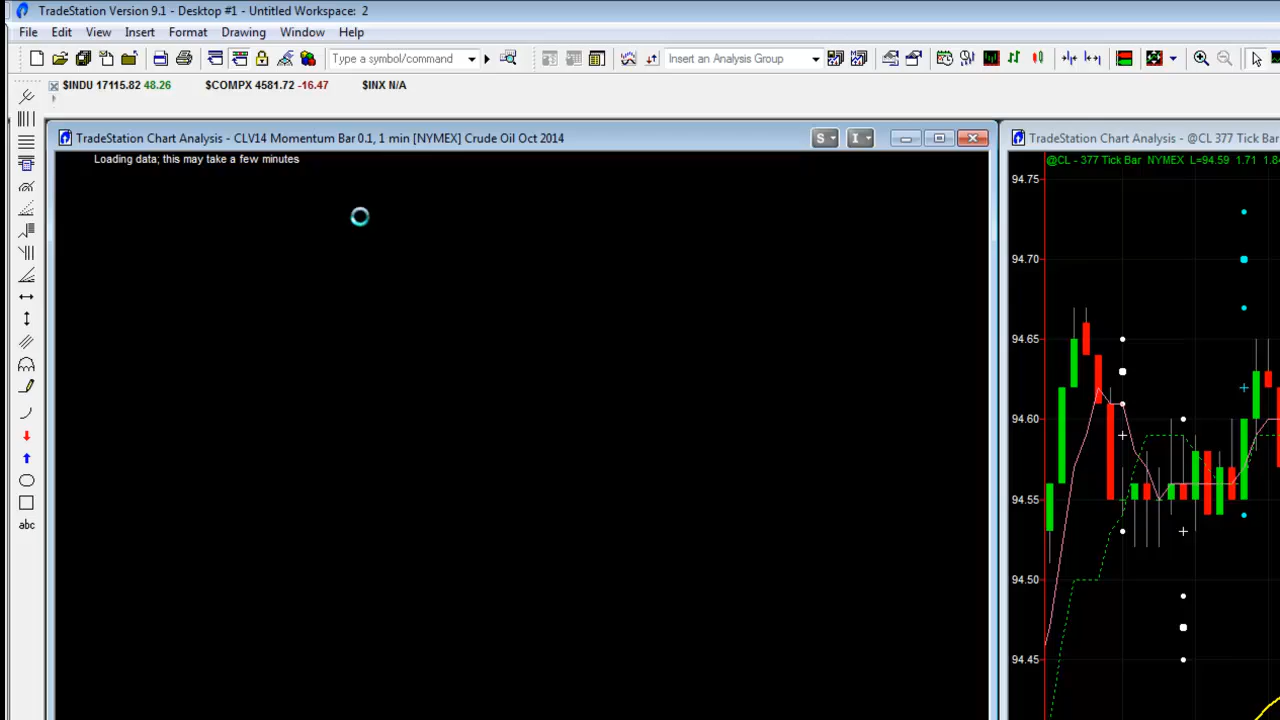 TradeStation Version 9.1 - Desktop #1 - Untitled Workspace: 2
File Edit View Insert Format Drawing Window Help
Type a symbol/command Insert an Analysis Group
$INDU 17115.82 48.26 $COMPX 4581.72 -16.47 $INX N/A
TradeStation Chart Analysis - CLV14 Momentum Bar 0.1, 1 min [NYMEX] Crude Oil Oct 2014
S I
Loading data; this may take a few minutes
abc
TradeStation Chart Analysis - @CL 377 Tick Bar
@CL - 377 Tick Bar NYMEX L=94.59 1.71 1.8
94.75
94.70
94.65
94.60
94.55
94.50
94.45